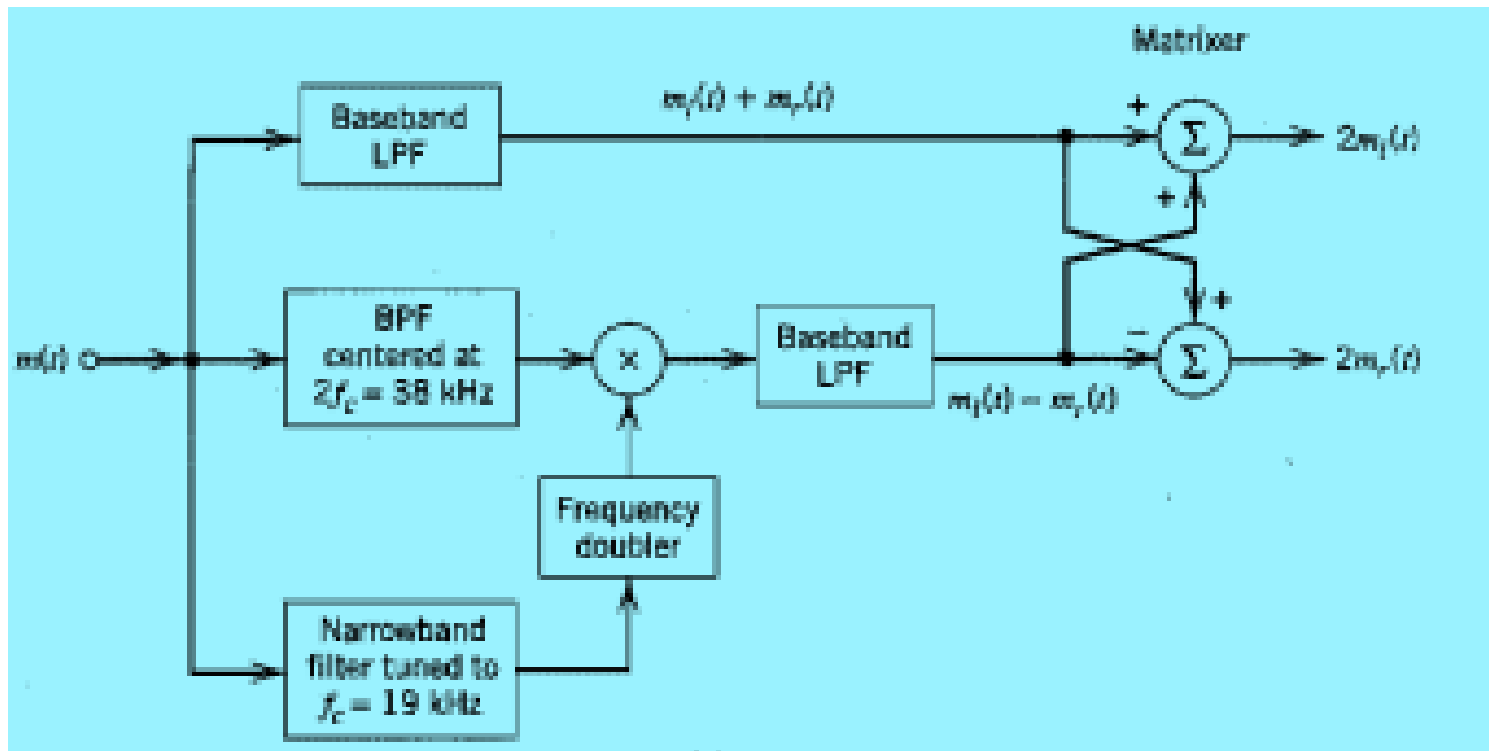 Matrixer
m_l(t) + m_r(t)
Baseband
LPF
+
Σ
2m_l(t)
+
BPF
centered at
2f_c = 38 kHz
m(t)
×
Baseband
LPF
m_l(t) − m_r(t)
+
−
Σ
2m_r(t)
Frequency
doubler
Narrowband
filter tuned to
f_c = 19 kHz